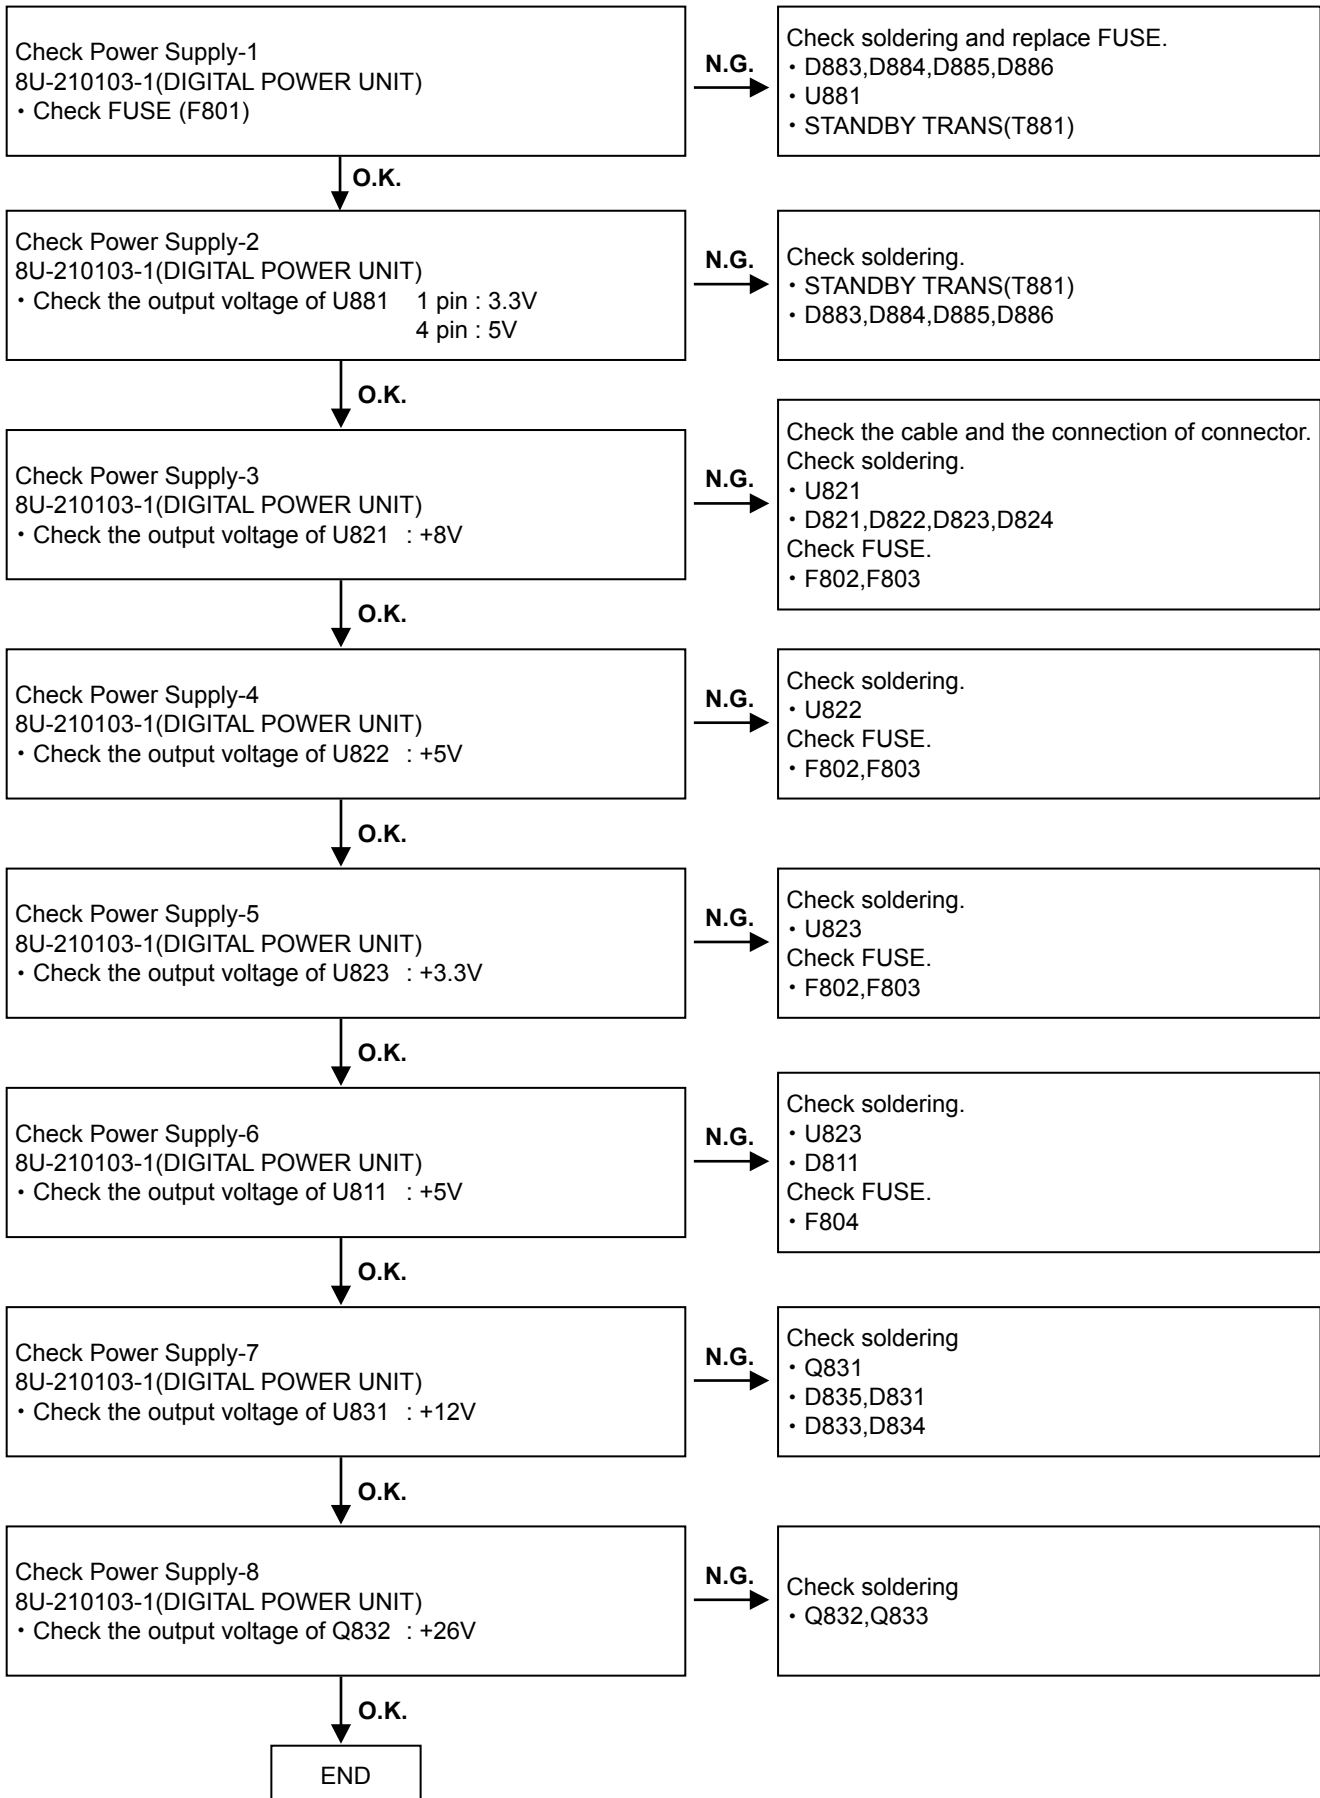 Check Power Supply-1
8U-210103-1(DIGITAL POWER UNIT)
・Check FUSE (F801)
N.G.
Check soldering and replace FUSE.
・D883,D884,D885,D886
・U881
・STANDBY TRANS(T881)
O.K.
Check Power Supply-2
8U-210103-1(DIGITAL POWER UNIT)
・Check the output voltage of U881 1 pin : 3.3V
4 pin : 5V
N.G.
Check soldering.
・STANDBY TRANS(T881)
・D883,D884,D885,D886
O.K.
Check Power Supply-3
8U-210103-1(DIGITAL POWER UNIT)
・Check the output voltage of U821 : +8V
N.G.
Check the cable and the connection of connector.
Check soldering.
・U821
・D821,D822,D823,D824
Check FUSE.
・F802,F803
O.K.
Check Power Supply-4
8U-210103-1(DIGITAL POWER UNIT)
・Check the output voltage of U822 : +5V
N.G.
Check soldering.
・U822
Check FUSE.
・F802,F803
O.K.
Check Power Supply-5
8U-210103-1(DIGITAL POWER UNIT)
・Check the output voltage of U823 : +3.3V
N.G.
Check soldering.
・U823
Check FUSE.
・F802,F803
O.K.
Check Power Supply-6
8U-210103-1(DIGITAL POWER UNIT)
・Check the output voltage of U811 : +5V
N.G.
Check soldering.
・U823
・D811
Check FUSE.
・F804
O.K.
Check Power Supply-7
8U-210103-1(DIGITAL POWER UNIT)
・Check the output voltage of U831 : +12V
N.G.
Check soldering
・Q831
・D835,D831
・D833,D834
O.K.
Check Power Supply-8
8U-210103-1(DIGITAL POWER UNIT)
・Check the output voltage of Q832 : +26V
N.G.
Check soldering
・Q832,Q833
O.K.
END